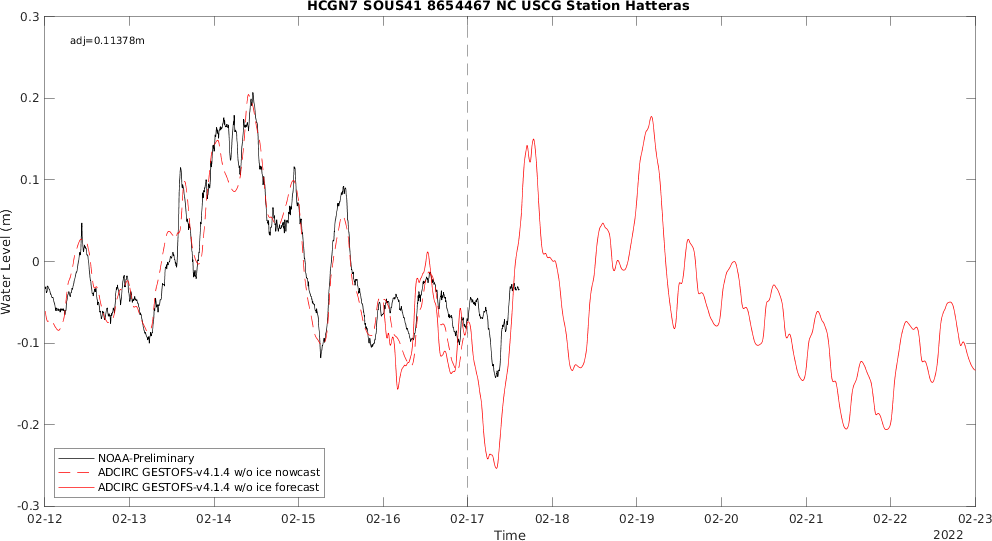 HCGN7 SOUS41 8654467 NC USCG Station Hatteras
0.3
adj=0.11378m
0.2
0.1
0
-0.1
-0.2
-0.3
Water Level (m)
NOAA-Preliminary
ADCIRC GESTOFS-v4.1.4 w/o ice nowcast
ADCIRC GESTOFS-v4.1.4 w/o ice forecast
02-12 02-13 02-14 02-15 02-16 02-17 02-18 02-19 02-20 02-21 02-22 02-23
Time
2022